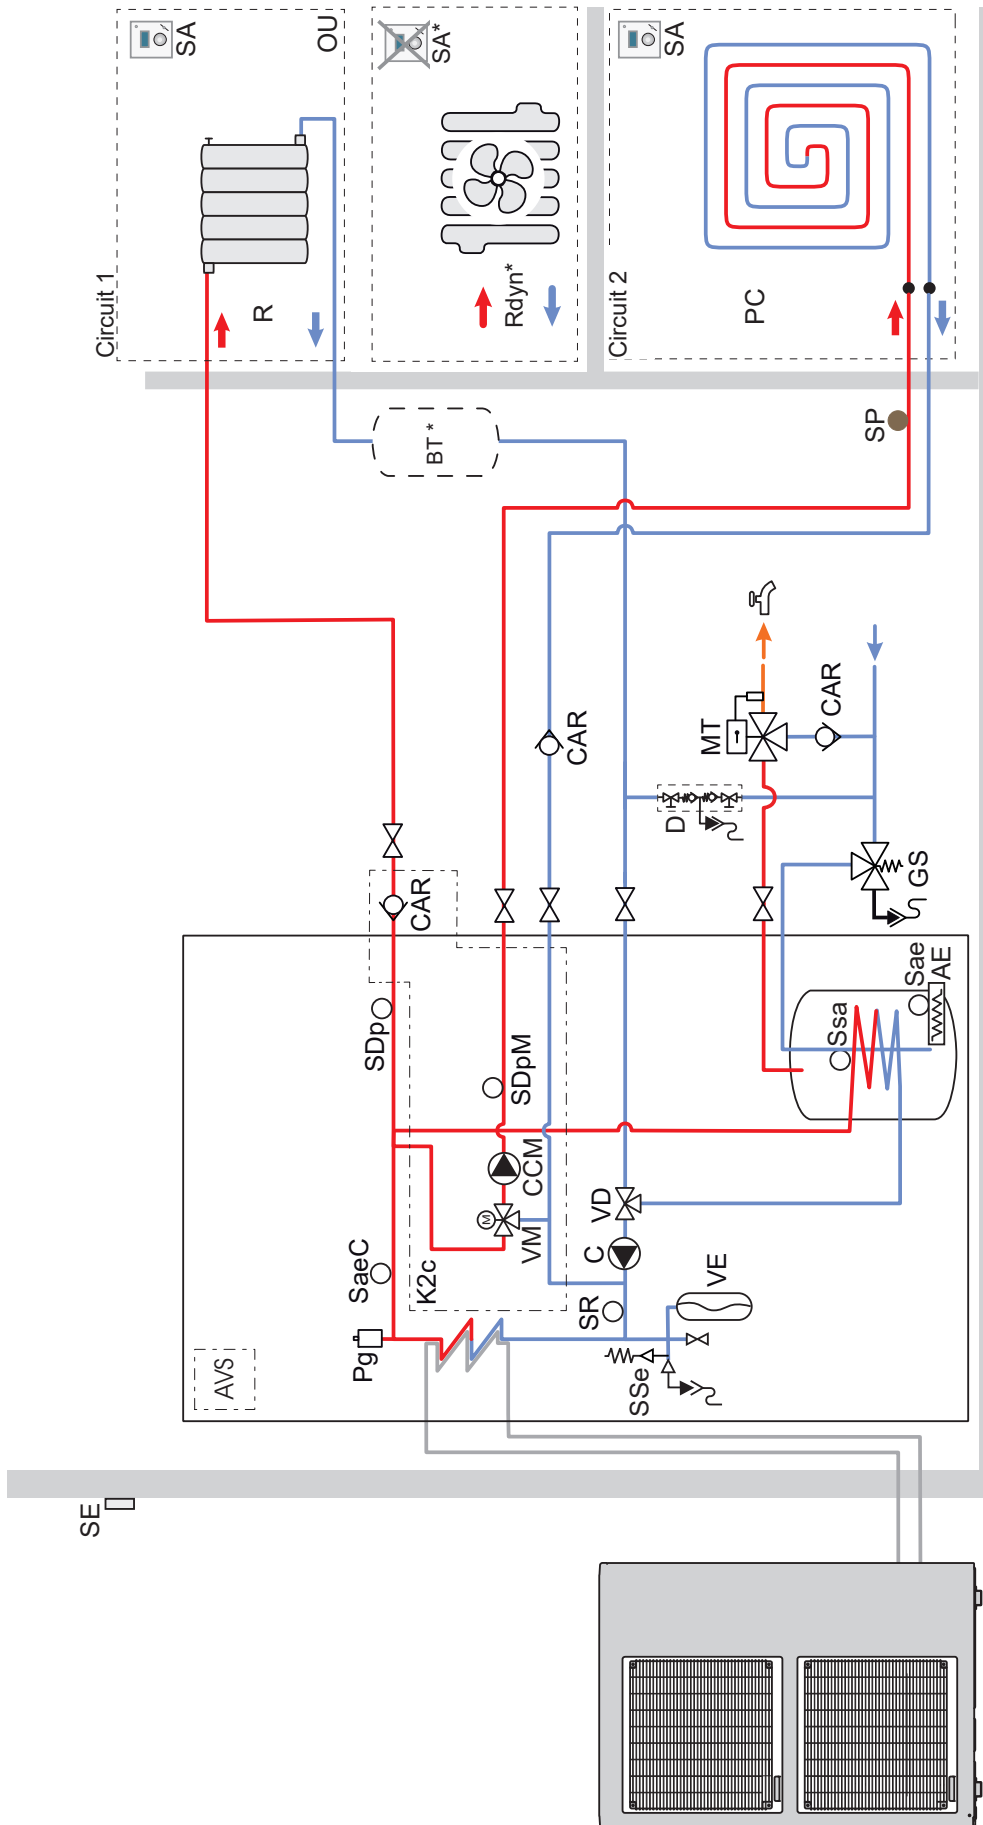 Circuit 1
SA
OU
R
SA*
Rdyn*
Circuit 2
SA
PC
BT *
SP
CAR
MT
CAR
D
GS
CAR
SDp
SDpM
CCM
VM
M
K2c
SaeC
Pg
AVS
Sae
AE
Ssa
VD
C
SR
VE
SSe
SE